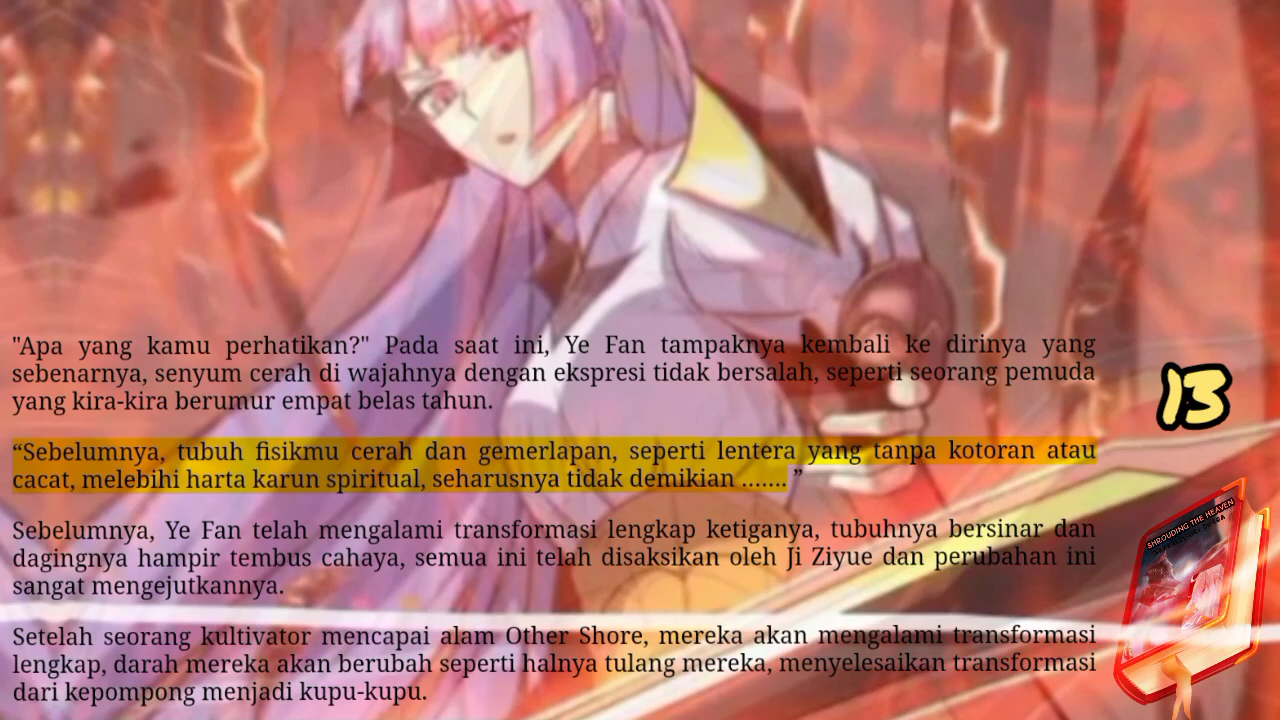 "Apa yang kamu perhatikan?" Pada saat ini, Ye Fan tampaknya kembali ke dirinya yang
sebenarnya, senyum cerah di wajahnya dengan ekspresi tidak bersalah, seperti seorang pemuda
yang kira-kira berumur empat belas tahun.
“Sebelumnya, tubuh fisikmu cerah dan gemerlapan, seperti lentera yang tanpa kotoran atau
cacat, melebihi harta karun spiritual, seharusnya tidak demikian ....... ”
Sebelumnya, Ye Fan telah mengalami transformasi lengkap ketiganya, tubuhnya bersinar dan
dagingnya hampir tembus cahaya, semua ini telah disaksikan oleh Ji Ziyue dan perubahan ini
sangat mengejutkannya.
Setelah seorang kultivator mencapai alam Other Shore, mereka akan mengalami transformasi
lengkap, darah mereka akan berubah seperti halnya tulang mereka, menyelesaikan transformasi
dari kepompong menjadi kupu-kupu.
13
SHROUDING THE HEAVEN